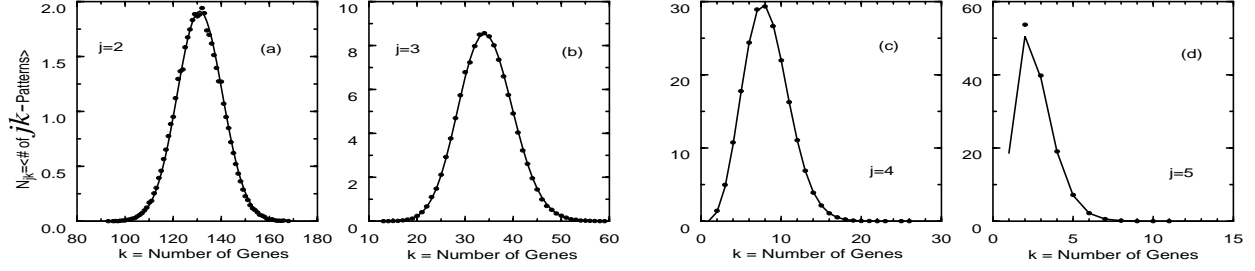 N_jk=<# of jk-Patterns>
2.0
1.5
1.0
0.5
0.0
j=2
(a)
80 100 120 140 160 180
k = Number of Genes
10
8
6
4
2
0
j=3
(b)
10 20 30 40 50 60
k = Number of Genes
30
20
10
0
(c)
j=4
0 10 20 30
k = Number of Genes
60
40
20
0
(d)
j=5
0 5 10 15
k = Number of Genes